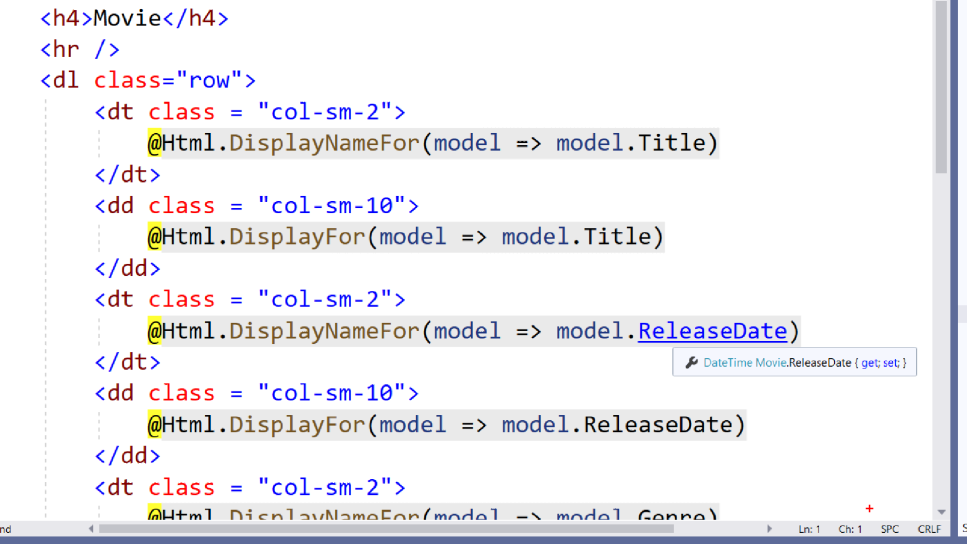 <h4>Movie</h4>
<hr />
<dl class="row">
<dt class = "col-sm-2">
@Html.DisplayNameFor(model => model.Title)
</dt>
<dd class = "col-sm-10">
@Html.DisplayFor(model => model.Title)
</dd>
<dt class = "col-sm-2">
@Html.DisplayNameFor(model => model.ReleaseDate)
DateTime Movie.ReleaseDate { get; set; }
</dt>
<dd class = "col-sm-10">
@Html.DisplayFor(model => model.ReleaseDate)
</dd>
<dt class = "col-sm-2">
@Html.DisplayNameFor(model => model.Genre)
nd Ln: 1 Ch: 1 SPC CRLF